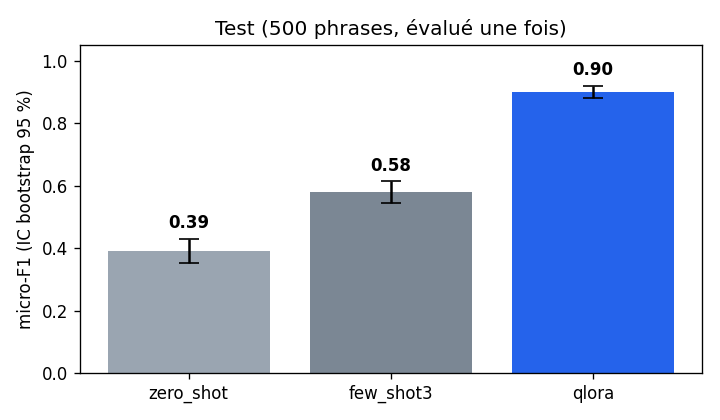 Test (500 phrases, évalué une fois)
micro-F1 (IC bootstrap 95 %)
1.0
0.8
0.6
0.4
0.2
0.0
0.39
0.58
0.90
zero_shot
few_shot3
qlora